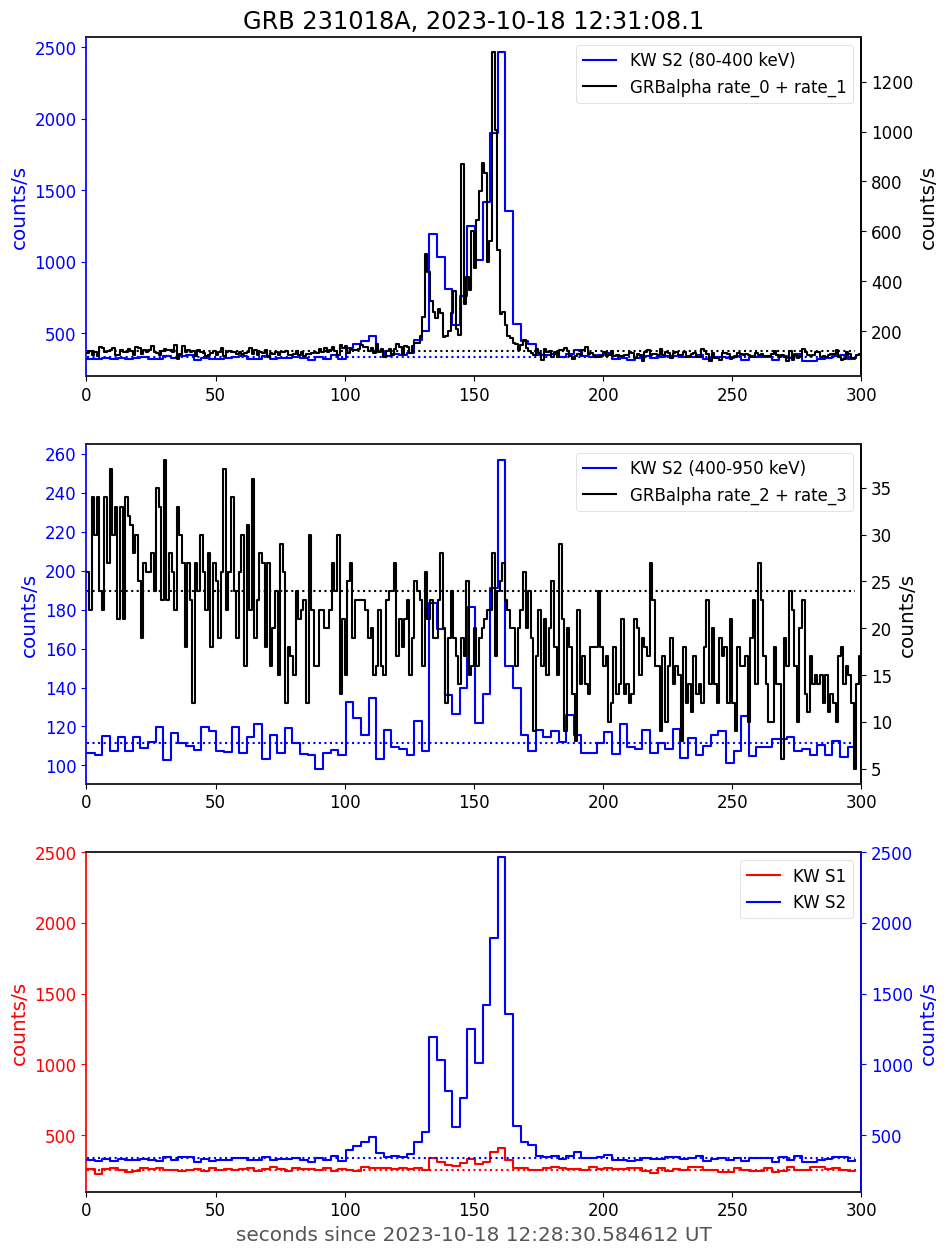 GRB 231018A, 2023-10-18 12:31:08.1
KW S2 (80-400 keV)
GRBalpha rate_0 + rate_1
2500
2000
1500
1000
500
counts/s
1200
1000
800
600
400
200
counts/s
0 50 100 150 200 250 300
KW S2 (400-950 keV)
GRBalpha rate_2 + rate_3
260
240
220
200
180
160
140
120
100
counts/s
35
30
25
20
15
10
5
counts/s
0 50 100 150 200 250 300
KW S1
KW S2
2500
2000
1500
1000
500
counts/s
2500
2000
1500
1000
500
counts/s
0 50 100 150 200 250 300
seconds since 2023-10-18 12:28:30.584612 UT